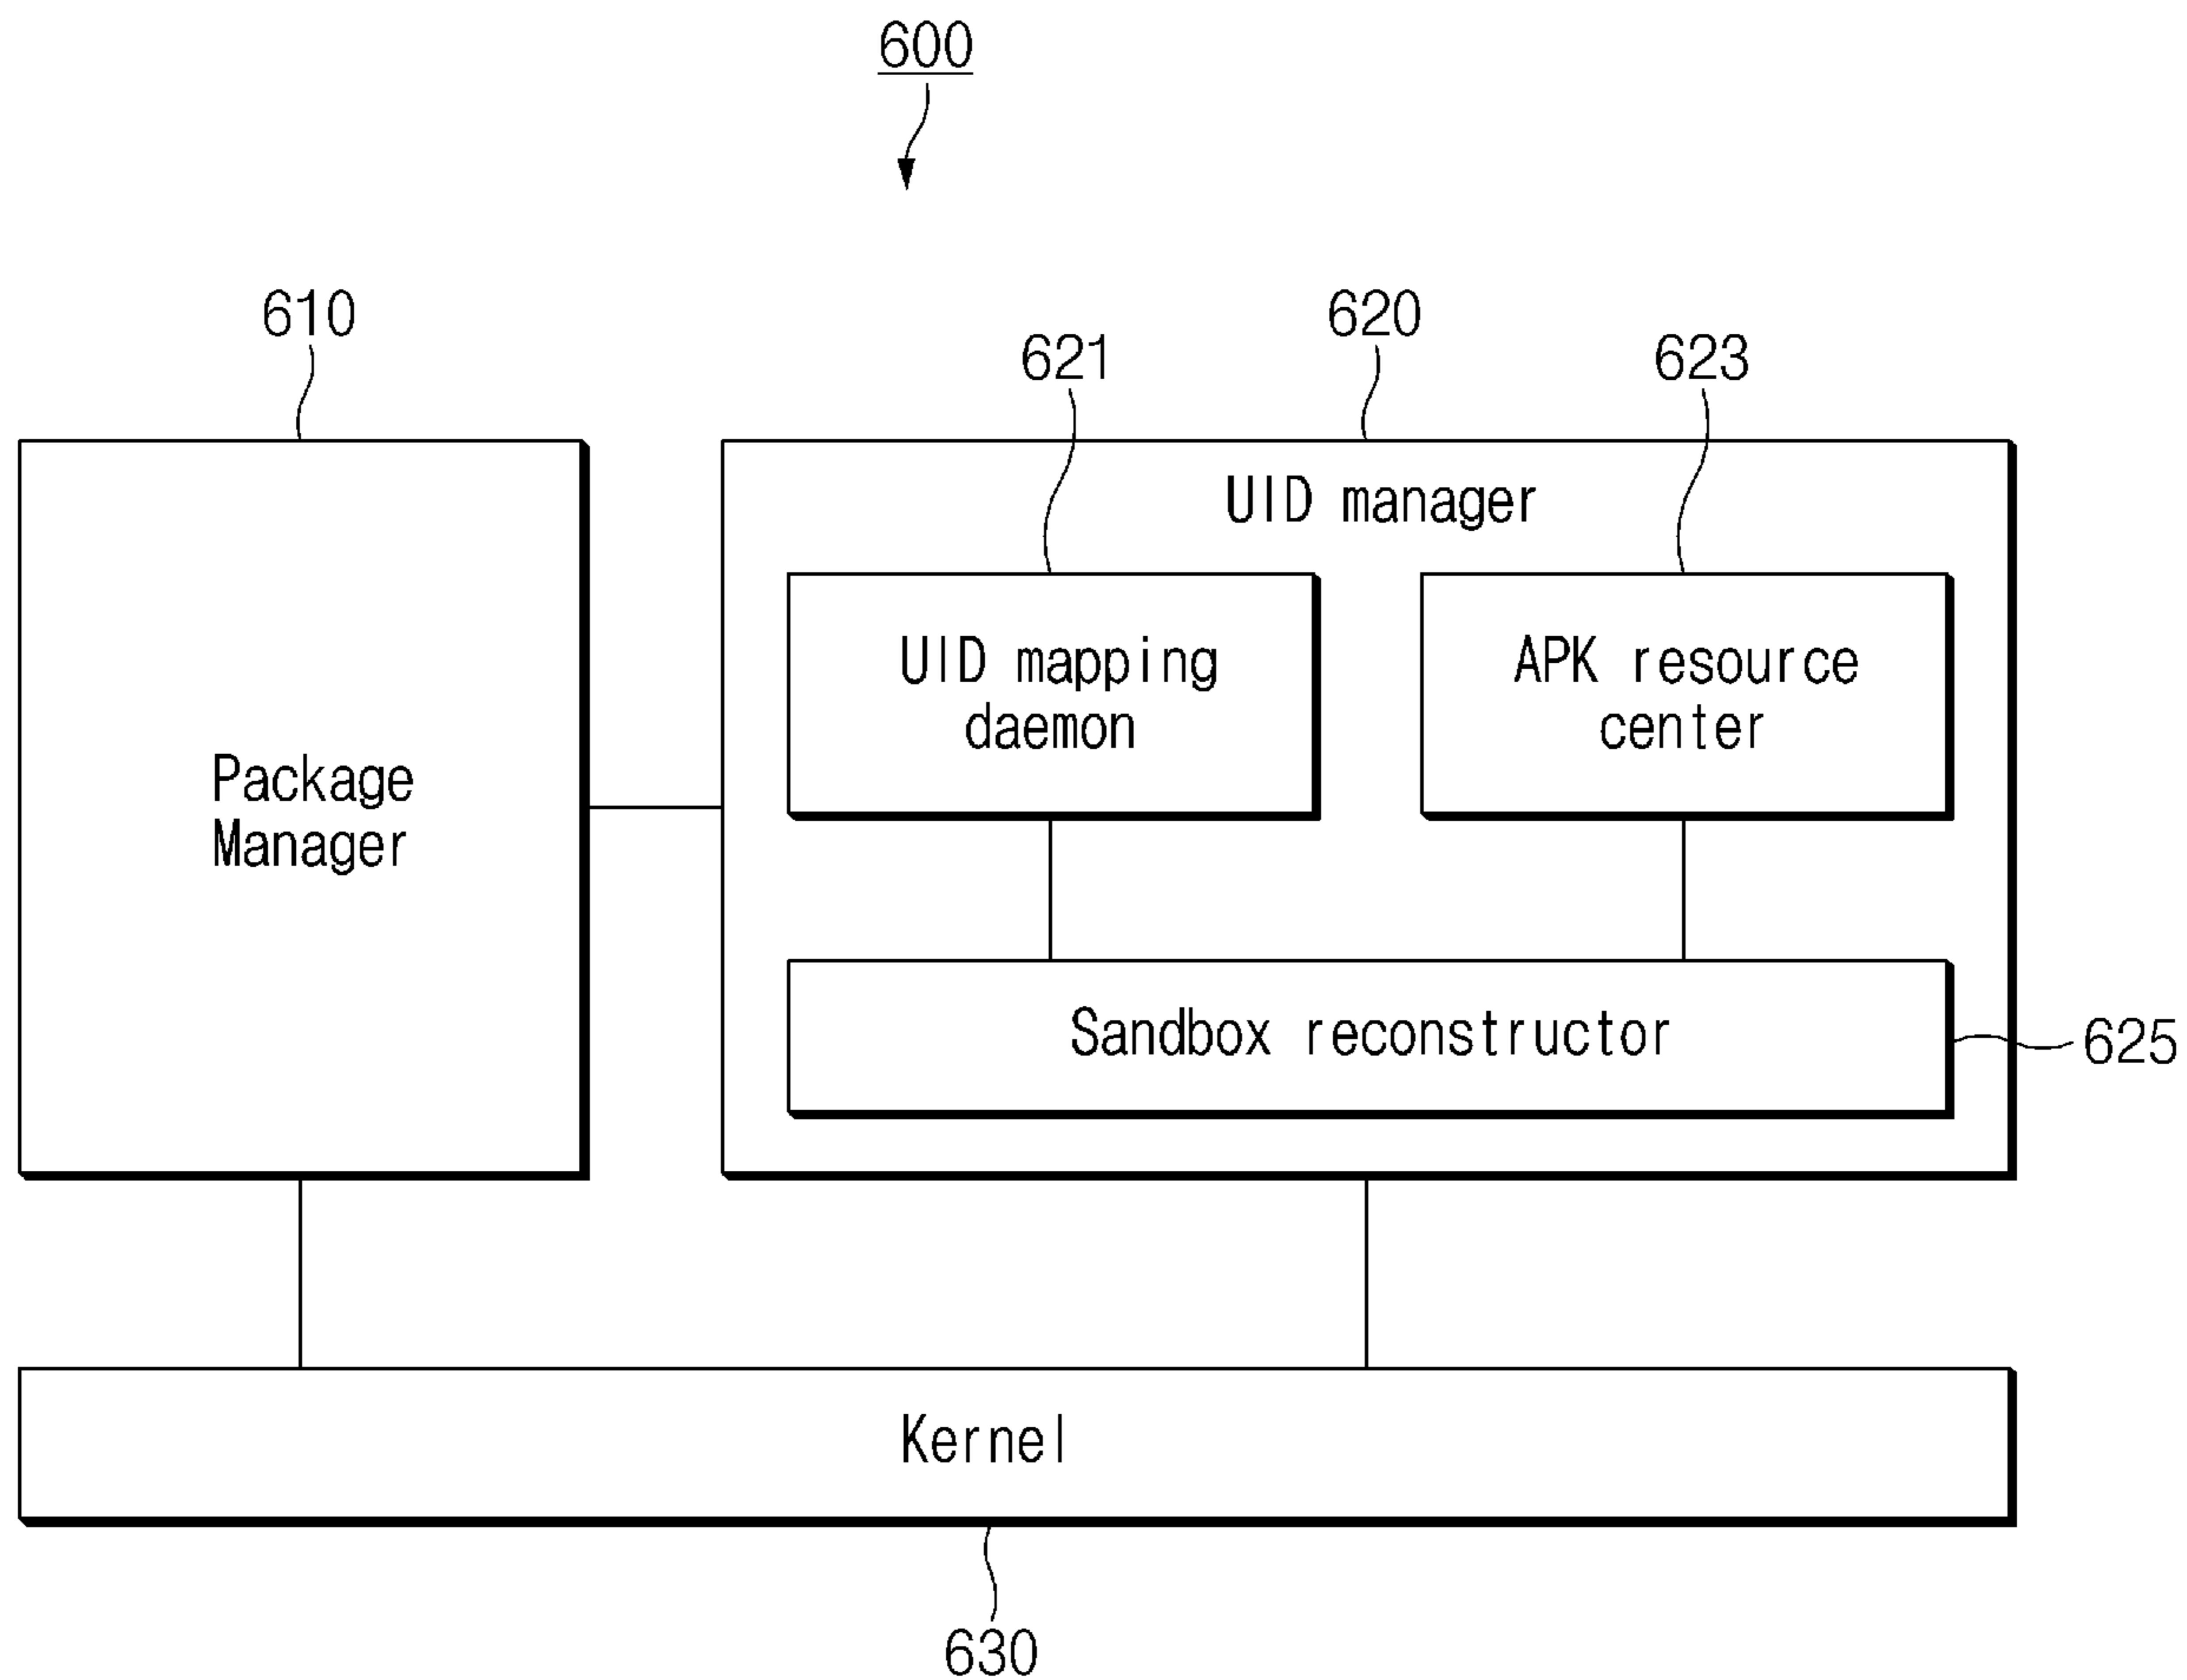 600
610
620
621
623
UID manager
UID mapping
daemon
APK resource
center
Package
Manager
Sandbox reconstructor
625
Kernel
630